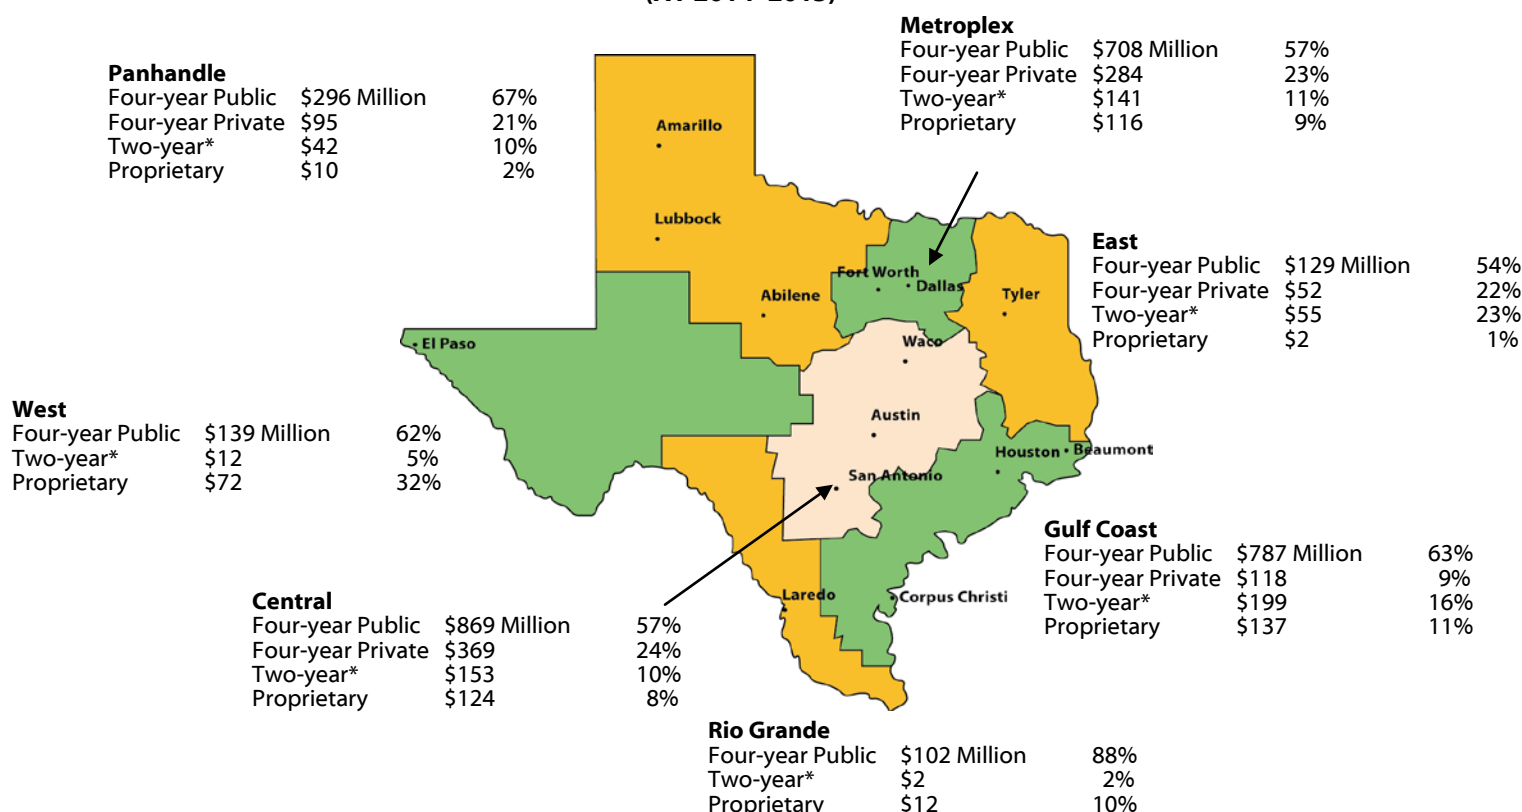 Metroplex
Four-year Public $708 Million 57%
Four-year Private $284 23%
Two-year* $141 11%
Proprietary $116 9%
Panhandle
Four-year Public $296 Million 67%
Four-year Private $95 21%
Two-year* $42 10%
Proprietary $10 2%
Amarillo
Lubbock
Abilene
Fort Worth
Dallas
Tyler
East
Four-year Public $129 Million 54%
Four-year Private $52 22%
Two-year* $55 23%
Proprietary $2 1%
El Paso
Waco
Austin
San Antonio
Houston
Beaumont
West
Four-year Public $139 Million 62%
Two-year* $12 5%
Proprietary $72 32%
Gulf Coast
Four-year Public $787 Million 63%
Four-year Private $118 9%
Two-year* $199 16%
Proprietary $137 11%
Laredo
Corpus Christi
Central
Four-year Public $869 Million 57%
Four-year Private $369 24%
Two-year* $153 10%
Proprietary $124 8%
Rio Grande
Four-year Public $102 Million 88%
Two-year* $2 2%
Proprietary $12 10%